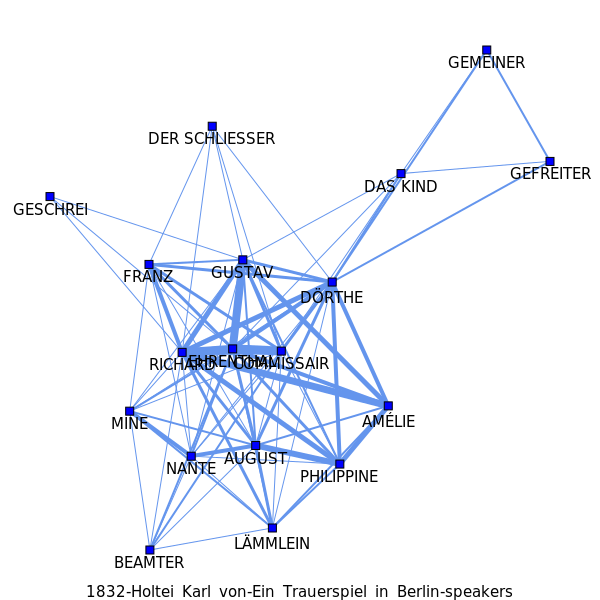 GEMEINER
DER SCHLIESSER
GEFREITER
DAS KIND
GESCHREI
FRANZ
GUSTAV
DÖRTHE
RICHARD
EHRENTHAL
COMMISSAIR
MINE
AMÉLIE
NANTE
AUGUST
PHILIPPINE
LÄMMLEIN
BEAMTER
1832-Holtei Karl von-Ein Trauerspiel in Berlin-speakers